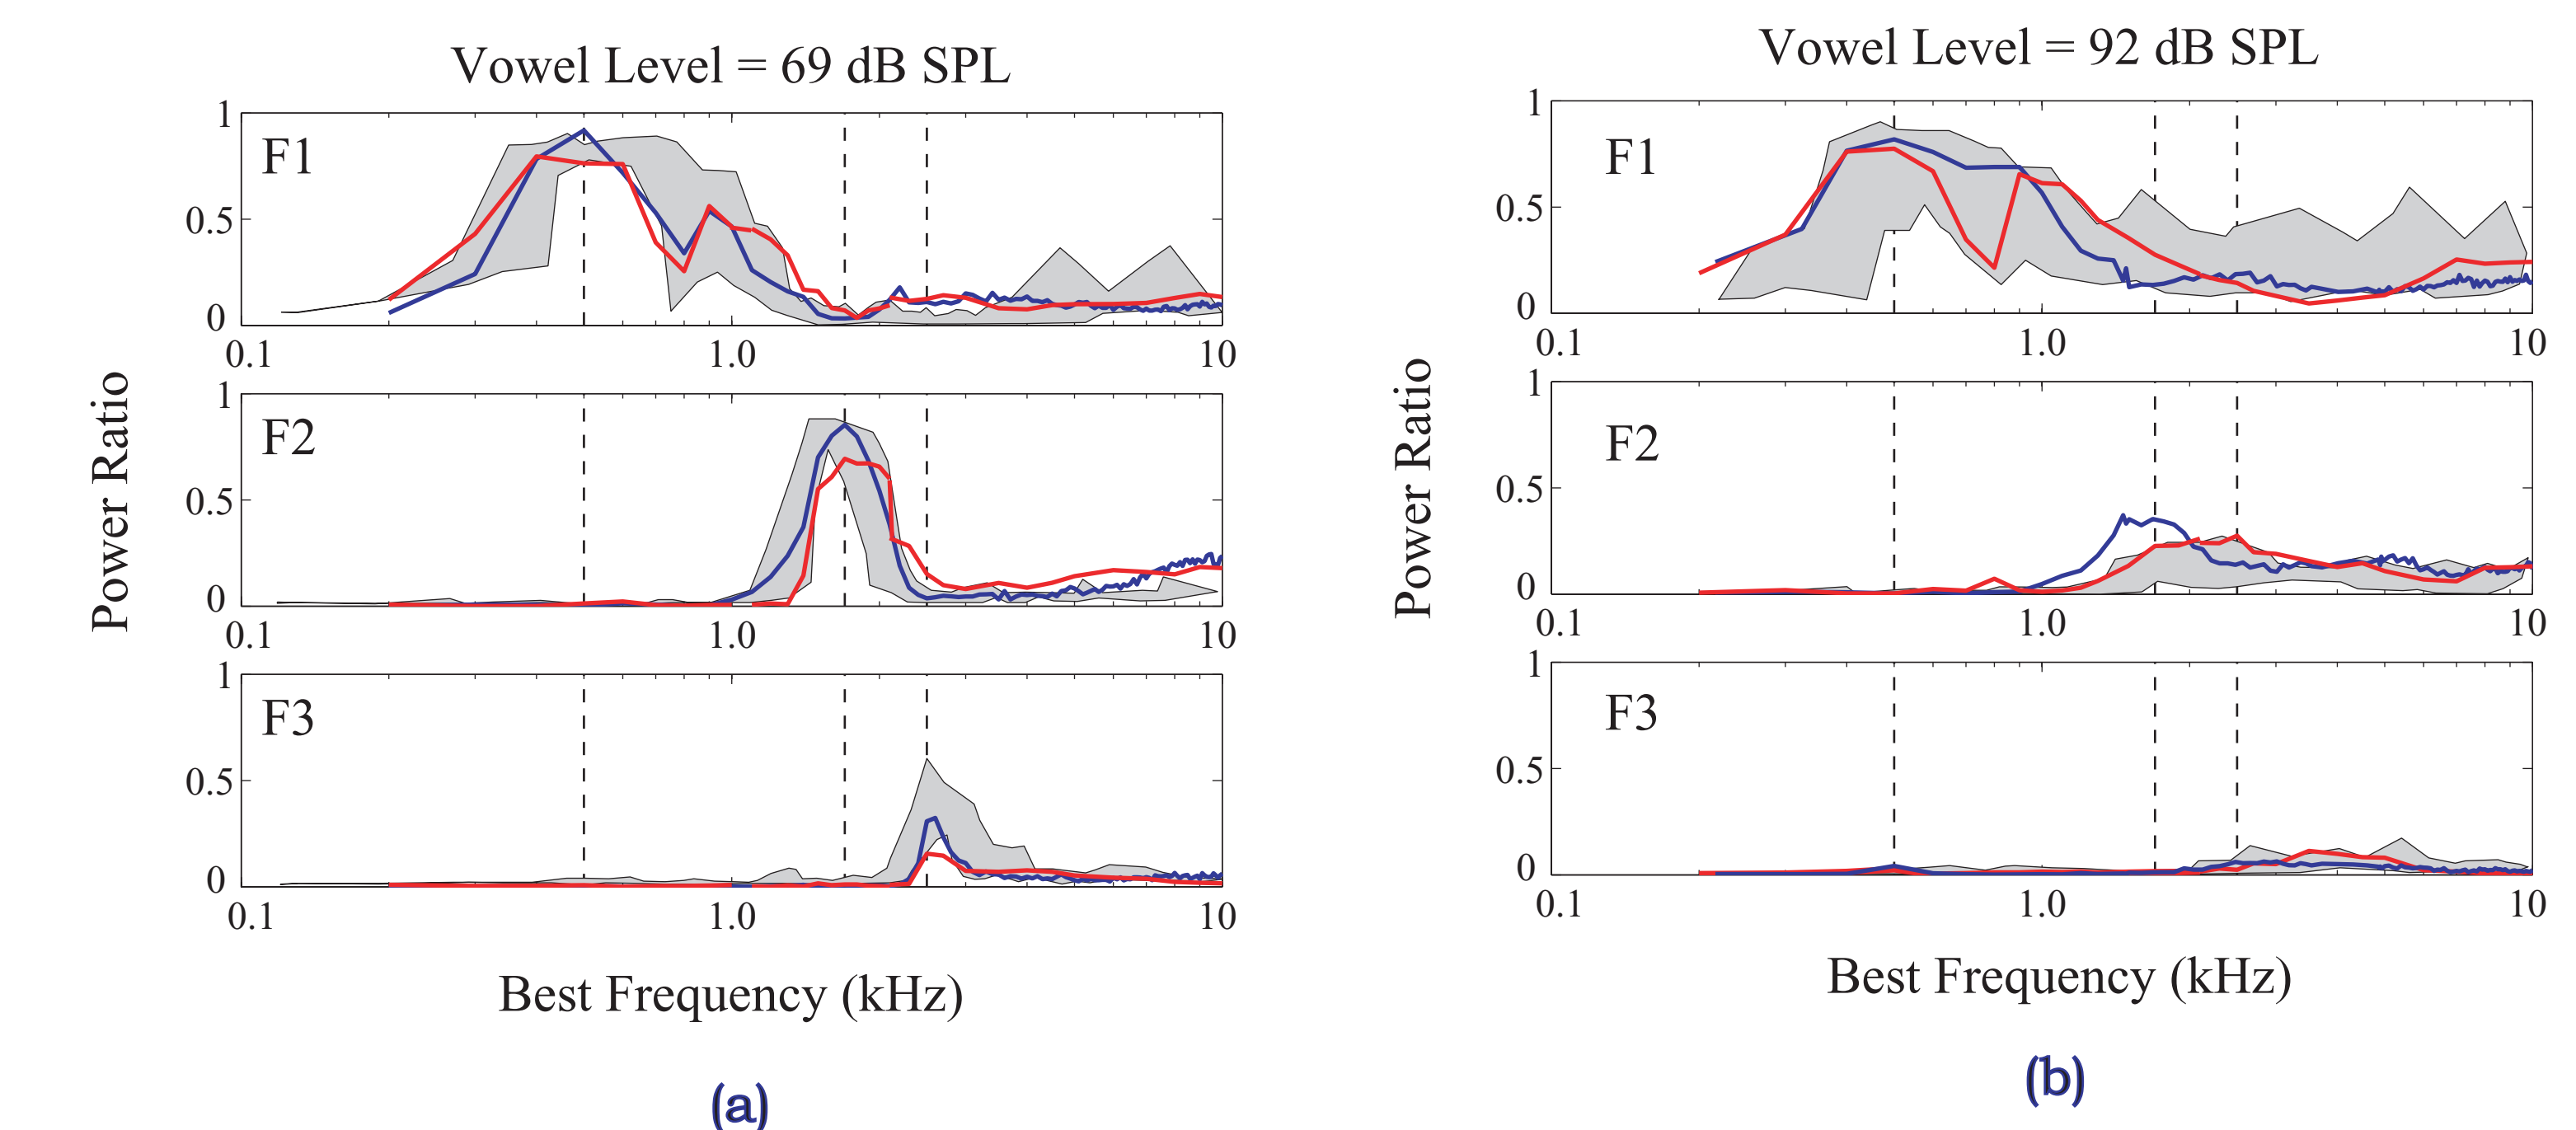 Vowel Level = 69 dB SPL
1
F1
0.5
0
0.1 1.0 10
1
F2
0.5
0
0.1 1.0 10
1
F3
0.5
0
0.1 1.0 10
Power Ratio
Best Frequency (kHz)
(a)
Vowel Level = 92 dB SPL
1
F1
0.5
0
0.1 1.0 10
1
F2
0.5
0
0.1 1.0 10
1
F3
0.5
0
0.1 1.0 10
Power Ratio
Best Frequency (kHz)
(b)